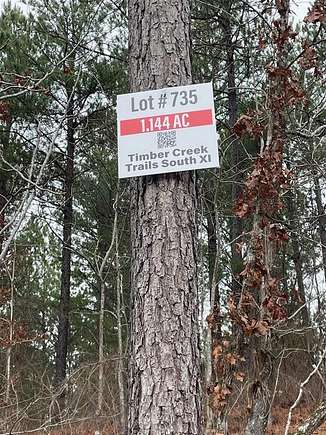 Lot # 735
1.144 AC
Timber Creek
Trails South XI